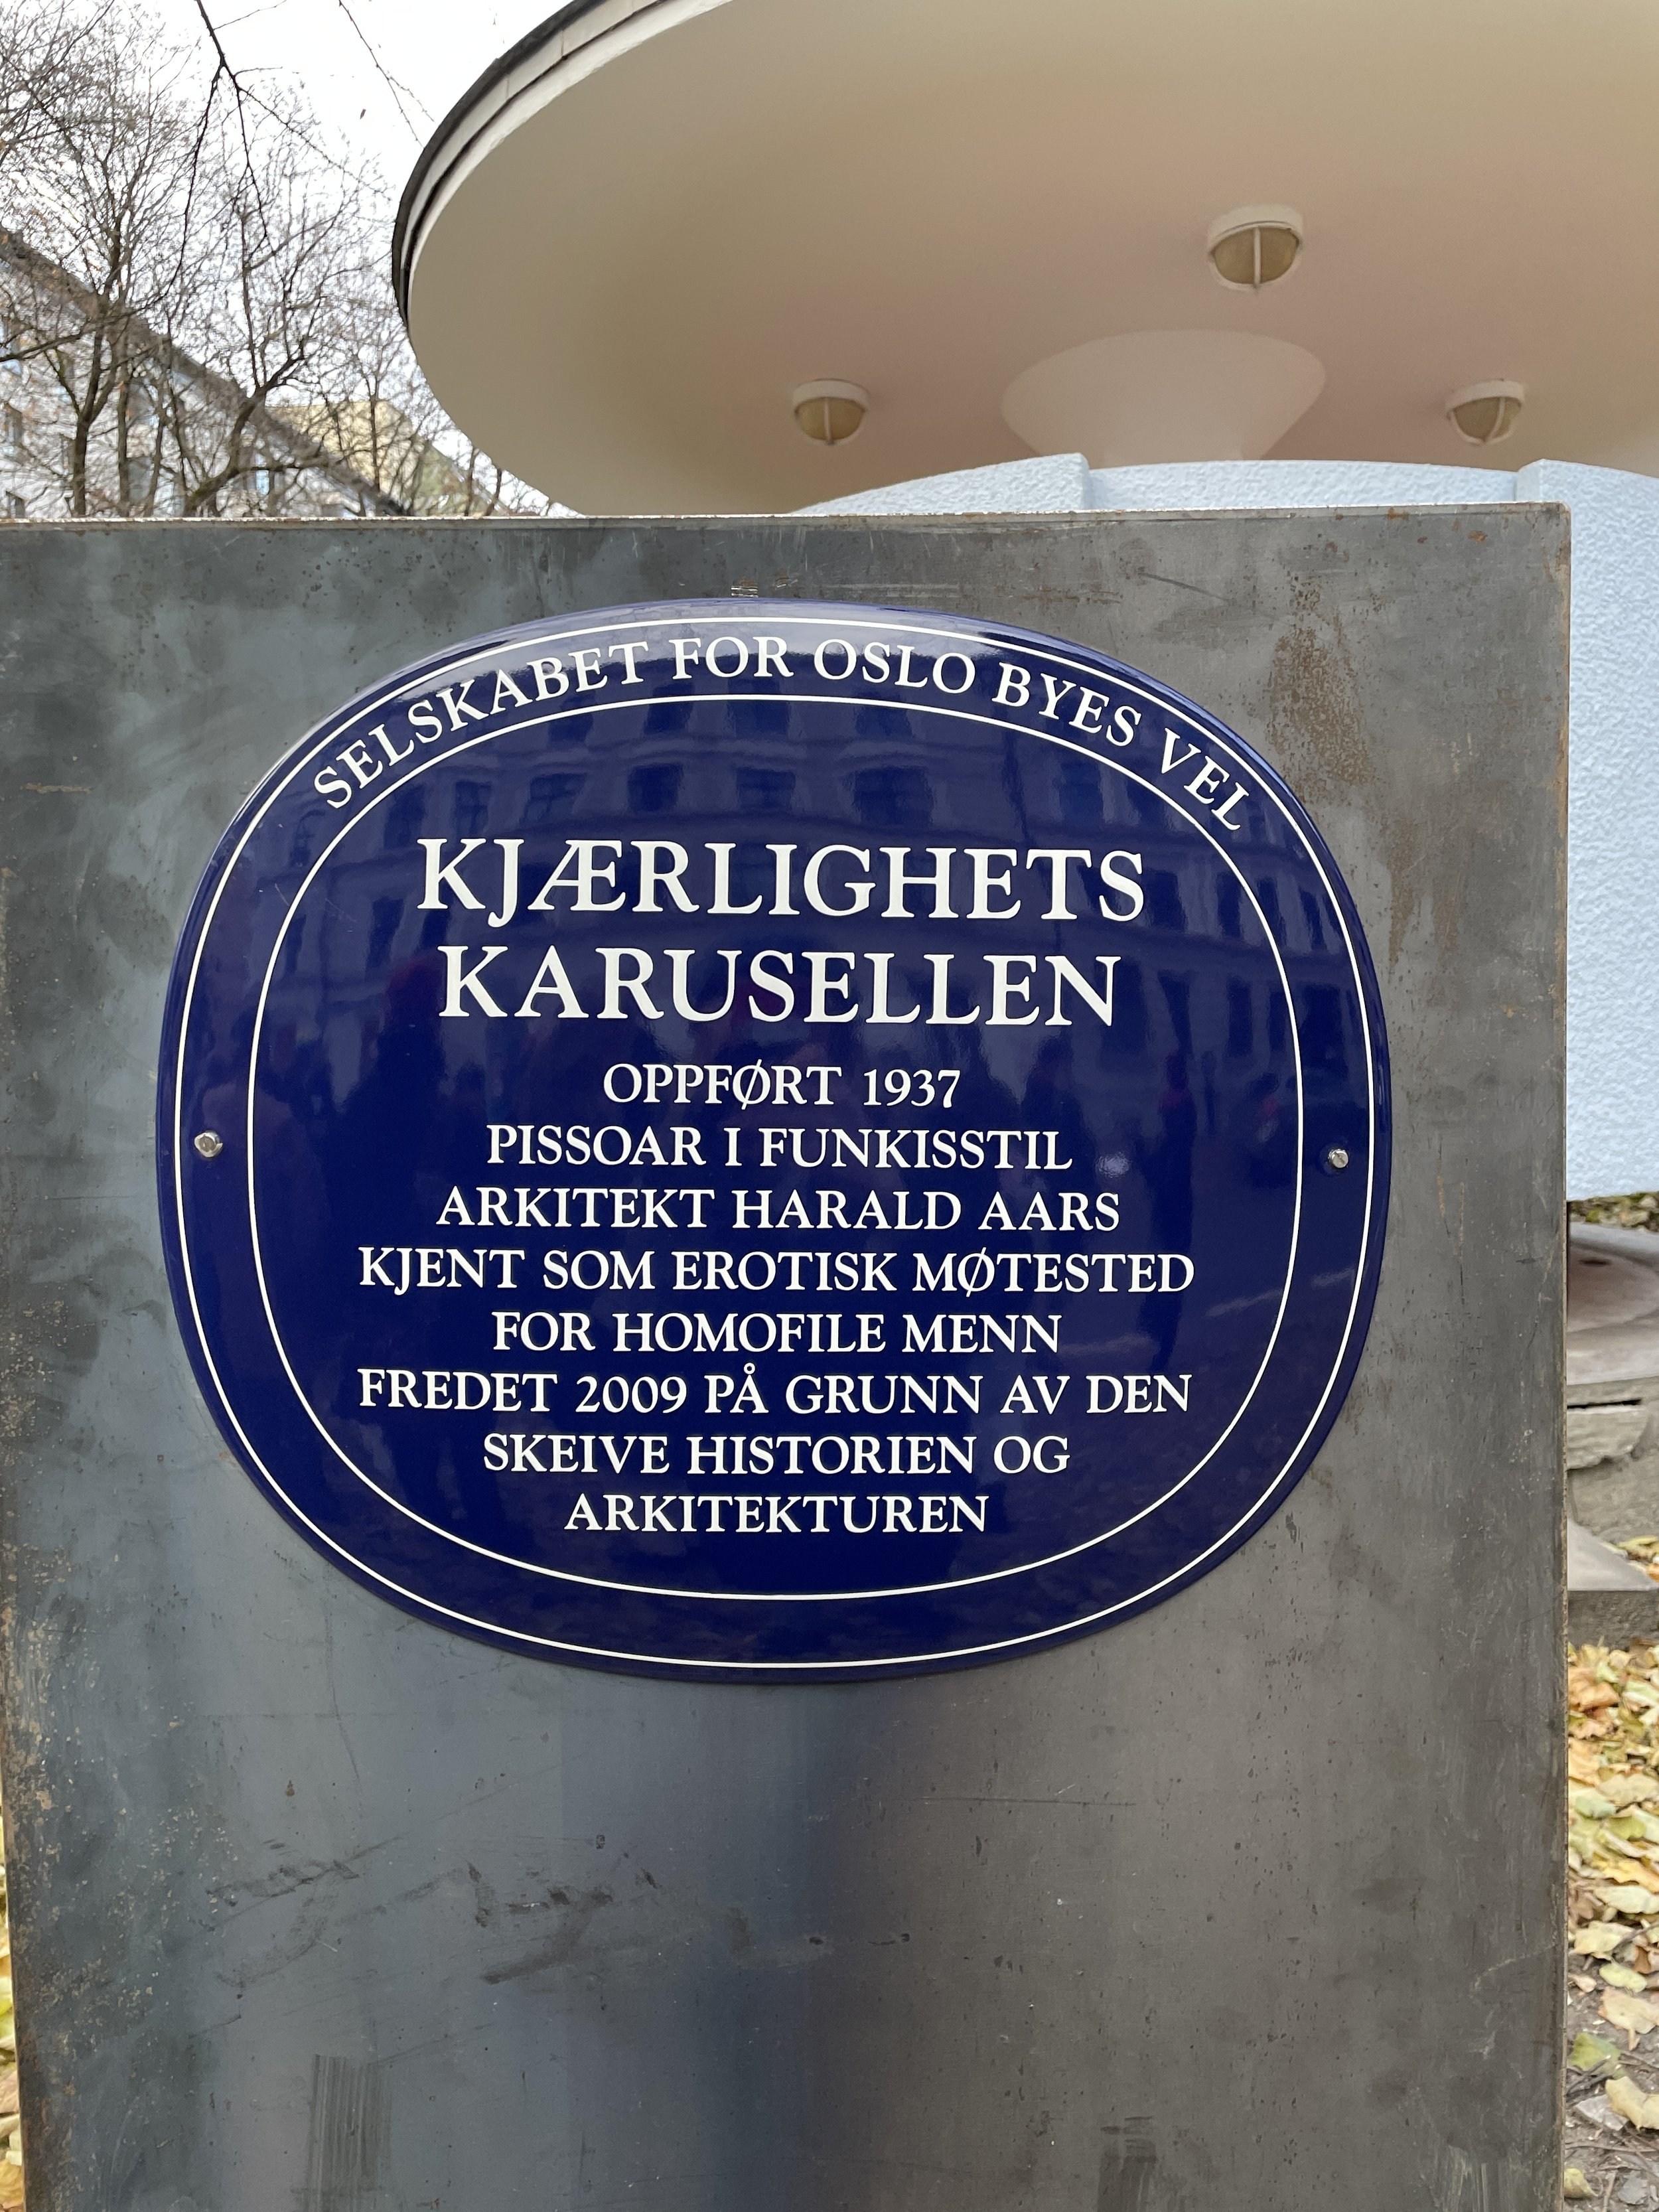 SELSKABET FOR OSLO BYES VEL
KJÆRLIGHETS
KARUSELLEN
OPPFØRT 1937
PISSOAR I FUNKISSTIL
ARKITEKT HARALD AARS
KJENT SOM EROTISK MØTESTED
FOR HOMOFILE MENN
FREDET 2009 PÅ GRUNN AV DEN
SKEIVE HISTORIEN OG
ARKITEKTUREN